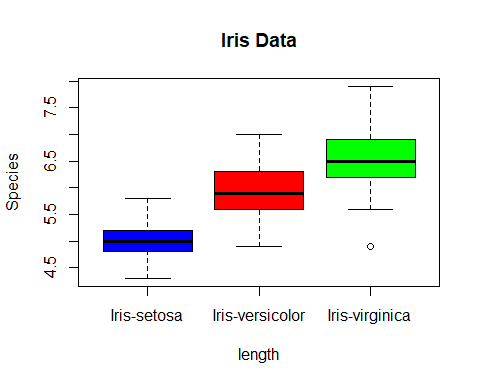 Iris Data
Species
7.5
6.5
5.5
4.5
Iris-setosa Iris-versicolor Iris-virginica
length